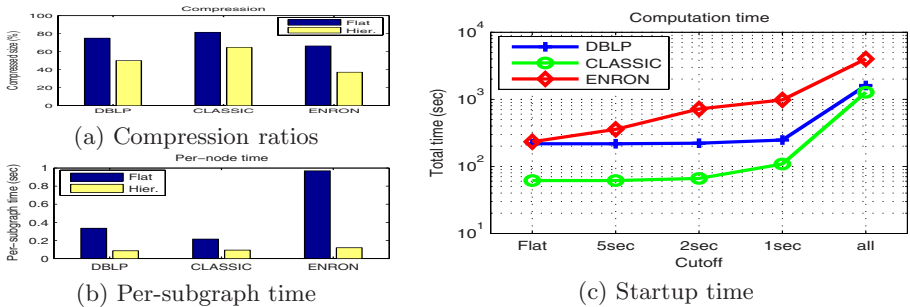 Compression
Compressed size (%)
100
80
60
40
20
0
Flat
Hier.
DBLP
CLASSIC
ENRON
(a) Compression ratios
Per-node time
Per-subgraph time (sec)
1
0.8
0.6
0.4
0.2
0
Flat
Hier.
DBLP
CLASSIC
ENRON
(b) Per-subgraph time
Computation time
Total time (sec)
10^4
10^3
10^2
10^1
DBLP
CLASSIC
ENRON
Flat
5sec
2sec
1sec
all
Cutoff
(c) Startup time